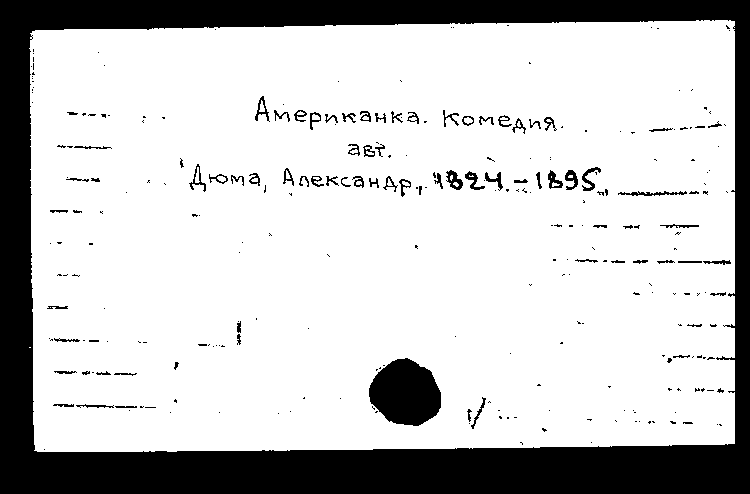 Американка. Комедия.
авт.
Дюма, Александр, 1824.-1895.